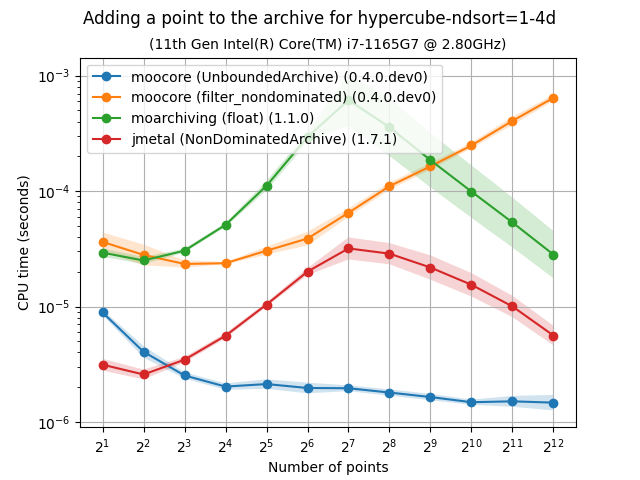 Adding a point to the archive for hypercube-ndsort=1-4d
(11th Gen Intel(R) Core(TM) i7-1165G7 @ 2.80GHz)
moocore (UnboundedArchive) (0.4.0.dev0)
moocore (filter_nondominated) (0.4.0.dev0)
moarchiving (float) (1.1.0)
jmetal (NonDominatedArchive) (1.7.1)
CPU time (seconds)
10⁻³
10⁻⁴
10⁻⁵
10⁻⁶
2¹ 2² 2³ 2⁴ 2⁵ 2⁶ 2⁷ 2⁸ 2⁹ 2¹⁰ 2¹¹ 2¹²
Number of points